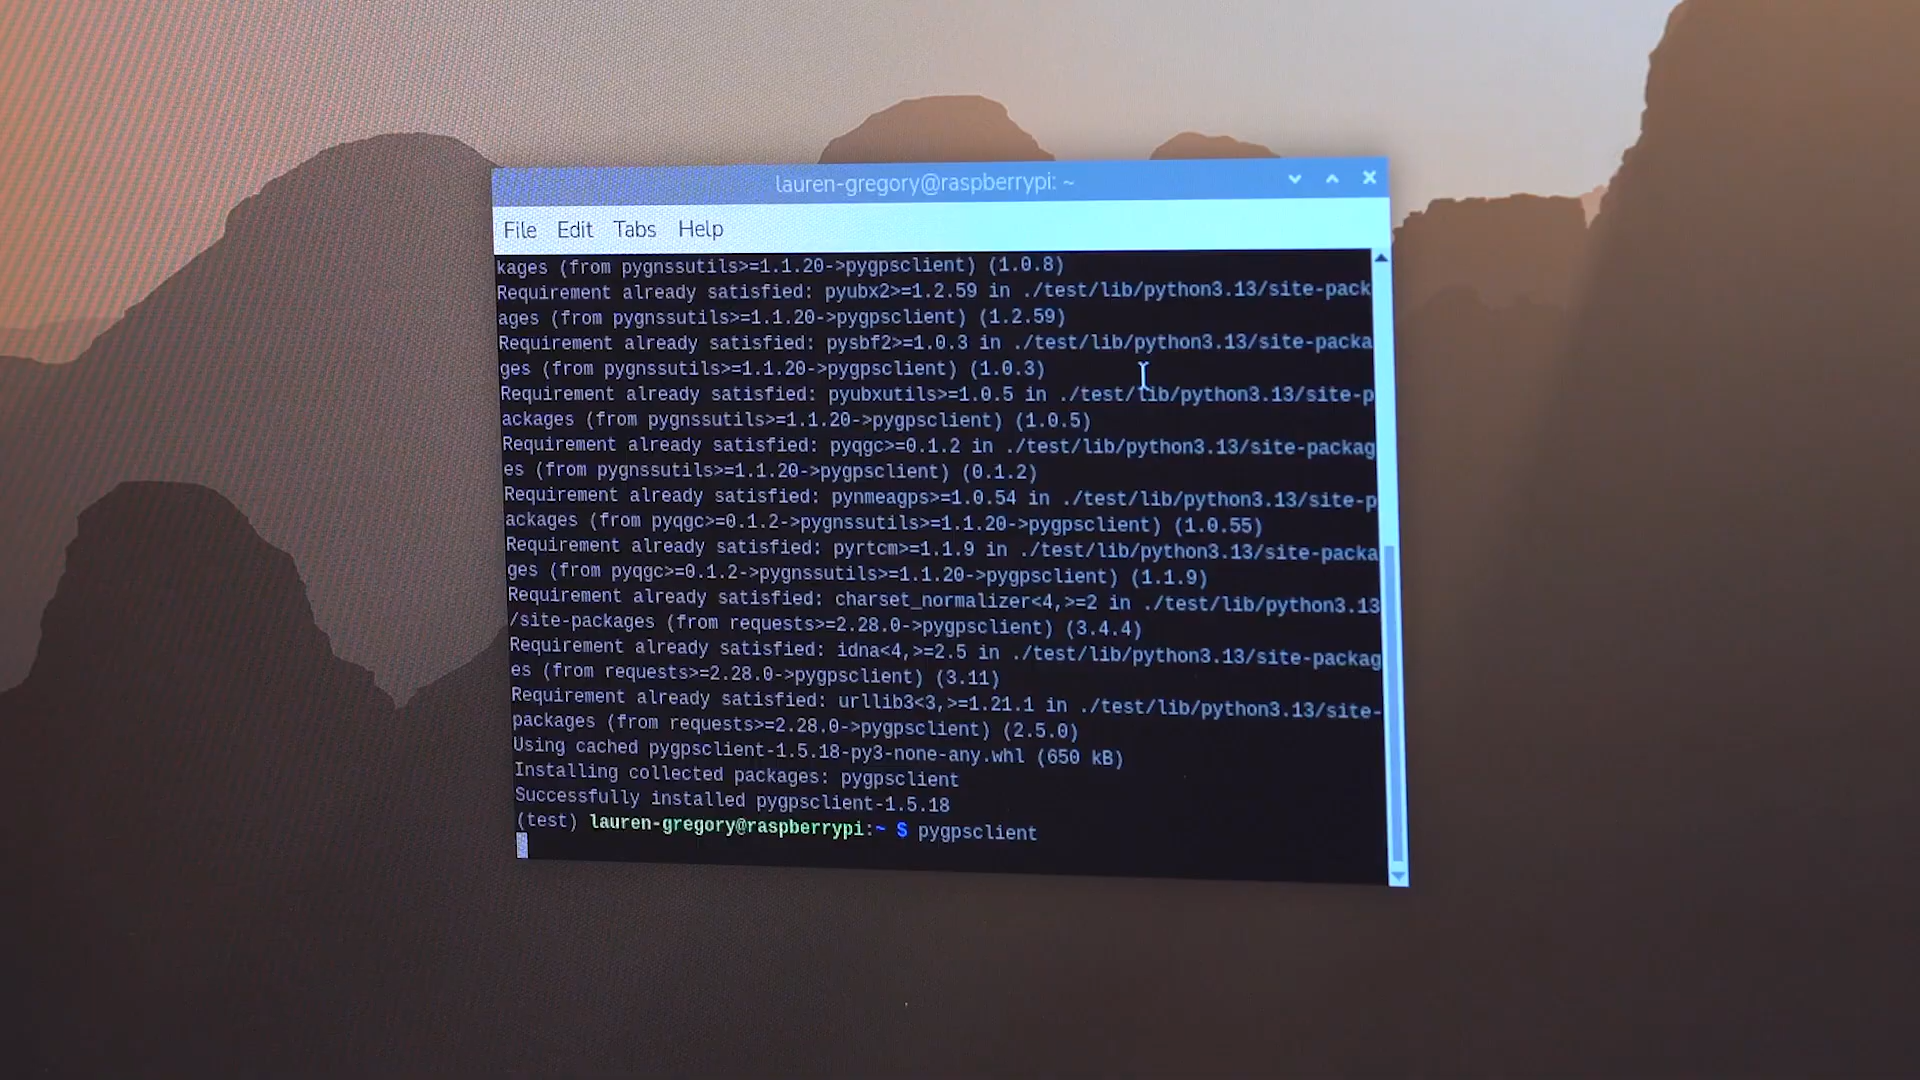 lauren-gregory@raspberrypi: ~
File Edit Tabs Help
kages (from pygnssutils>=1.1.20->pygpsclient) (1.0.8)
Requirement already satisfied: pyubx2>=1.2.59 in ./test/lib/python3.13/site-pack
ages (from pygnssutils>=1.1.20->pygpsclient) (1.2.59)
Requirement already satisfied: pysbf2>=1.0.3 in ./test/lib/python3.13/site-packa
ges (from pygnssutils>=1.1.20->pygpsclient) (1.0.3)
Requirement already satisfied: pyubxutils>=1.0.5 in ./test/lib/python3.13/site-p
ackages (from pygnssutils>=1.1.20->pygpsclient) (1.0.5)
Requirement already satisfied: pyqgc>=0.1.2 in ./test/lib/python3.13/site-packag
es (from pygnssutils>=1.1.20->pygpsclient) (0.1.2)
Requirement already satisfied: pynmeagps>=1.0.54 in ./test/lib/python3.13/site-p
ackages (from pyqgc>=0.1.2->pygnssutils>=1.1.20->pygpsclient) (1.0.55)
Requirement already satisfied: pyrtcm>=1.1.9 in ./test/lib/python3.13/site-packa
ges (from pyqgc>=0.1.2->pygnssutils>=1.1.20->pygpsclient) (1.1.9)
Requirement already satisfied: charset_normalizer<4,>=2 in ./test/lib/python3.13
/site-packages (from requests>=2.28.0->pygpsclient) (3.4.4)
Requirement already satisfied: idna<4,>=2.5 in ./test/lib/python3.13/site-packag
es (from requests>=2.28.0->pygpsclient) (3.11)
Requirement already satisfied: urllib3<3,>=1.21.1 in ./test/lib/python3.13/site-
packages (from requests>=2.28.0->pygpsclient) (2.5.0)
Using cached pygpsclient-1.5.18-py3-none-any.whl (650 kB)
Installing collected packages: pygpsclient
Successfully installed pygpsclient-1.5.18
(test) lauren-gregory@raspberrypi:~ $ pygpsclient